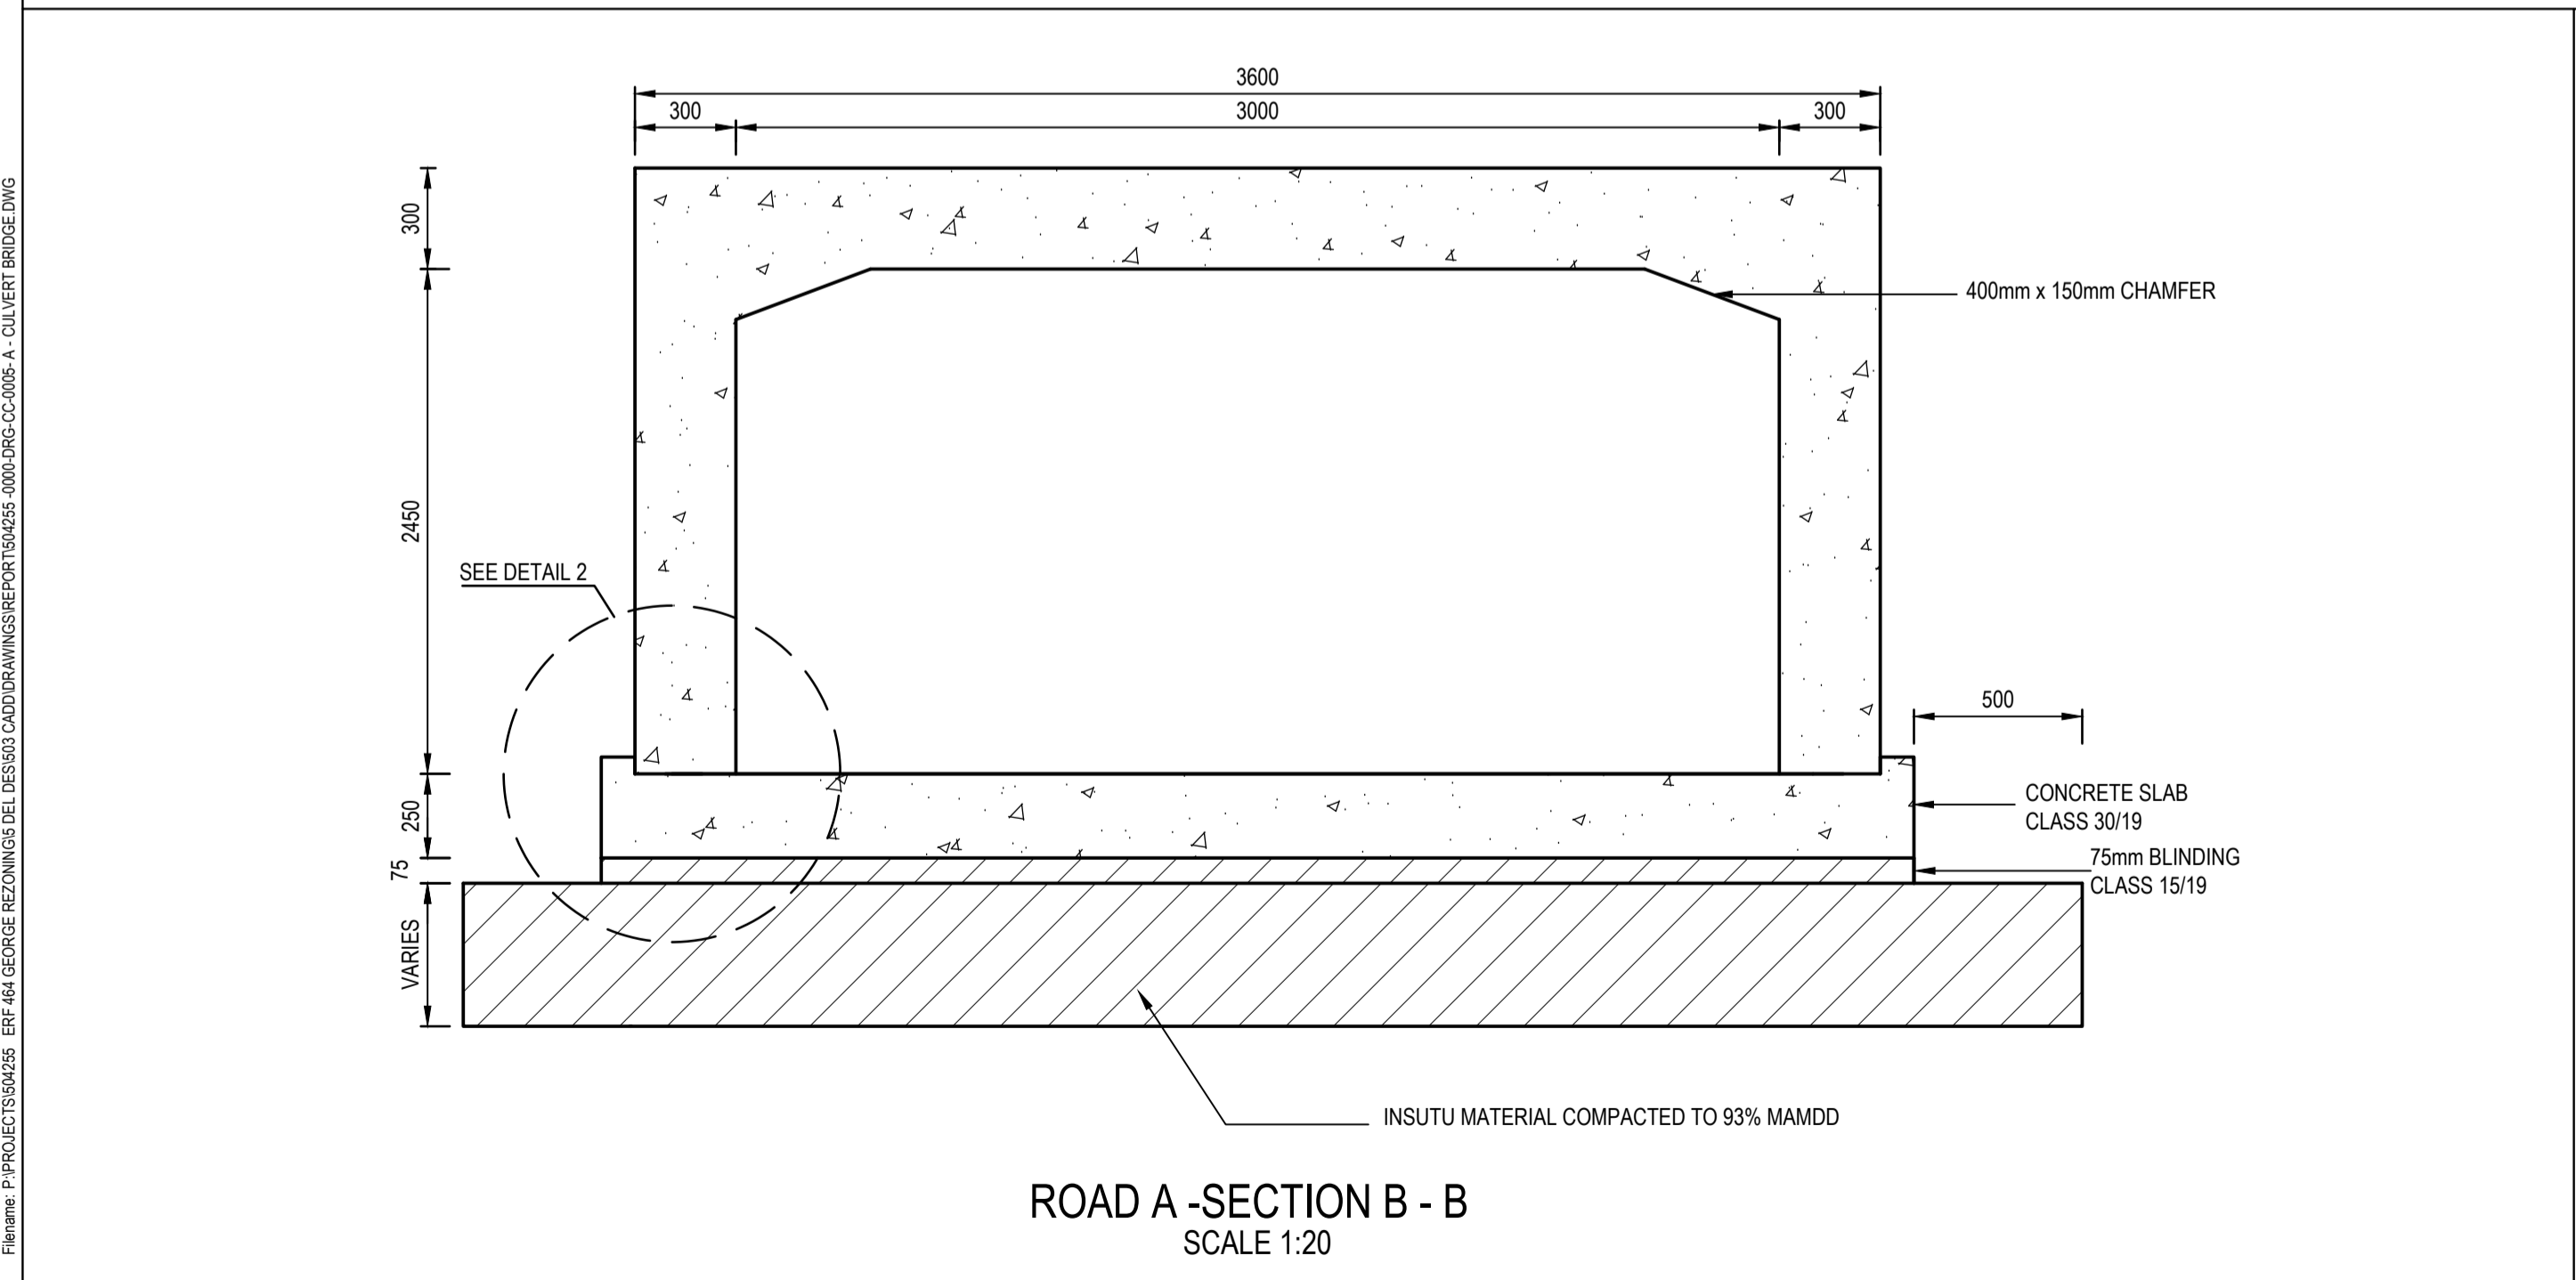 3600
300
3000
300
300
400mm x 150mm CHAMFER
2450
SEE DETAIL 2
500
CONCRETE SLAB
CLASS 30/19
250
75mm BLINDING
CLASS 15/19
75
VARIES
INSUTU MATERIAL COMPACTED TO 93% MAMDD
ROAD A -SECTION B - B
SCALE 1:20
Filename: P:\PROJECTS\504255 ERF 464 GEORGE REZONING\5 DEL DES\503 CADD\DRAWINGS\REPORT\504255 -0000-DRG-CC-0005- A - CULVERT BRIDGE.DWG